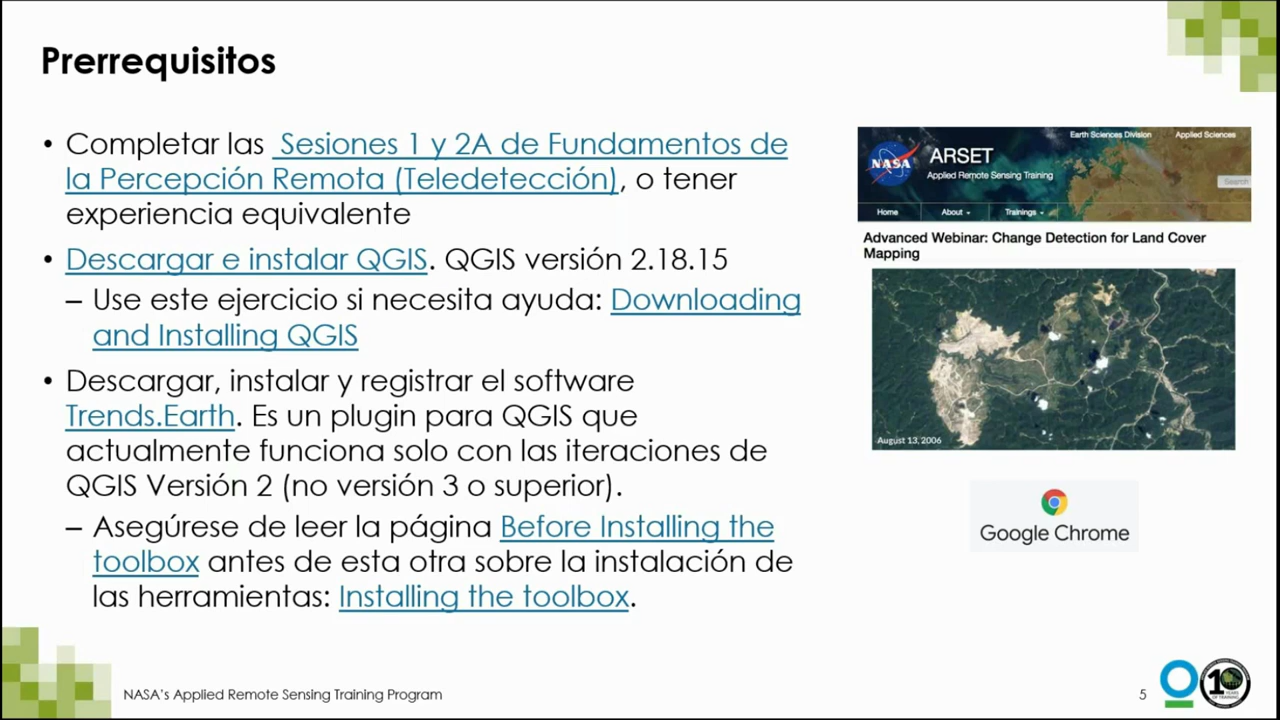 Prerrequisitos
• Completar las Sesiones 1 y 2A de Fundamentos de
la Percepción Remota (Teledetección), o tener
experiencia equivalente
• Descargar e instalar QGIS. QGIS versión 2.18.15
– Use este ejercicio si necesita ayuda: Downloading
and Installing QGIS
• Descargar, instalar y registrar el software
Trends.Earth. Es un plugin para QGIS que
actualmente funciona solo con las iteraciones de
QGIS Versión 2 (no versión 3 o superior).
– Asegúrese de leer la página Before Installing the
toolbox antes de esta otra sobre la instalación de
las herramientas: Installing the toolbox.
Earth Sciences Division Applied Sciences
NASA
ARSET
Applied Remote Sensing Training
Search
Home About Trainings
Advanced Webinar: Change Detection for Land Cover
Mapping
August 13, 2006
Google Chrome
NASA's Applied Remote Sensing Training Program
5
10
YEARS
OF TRAINING